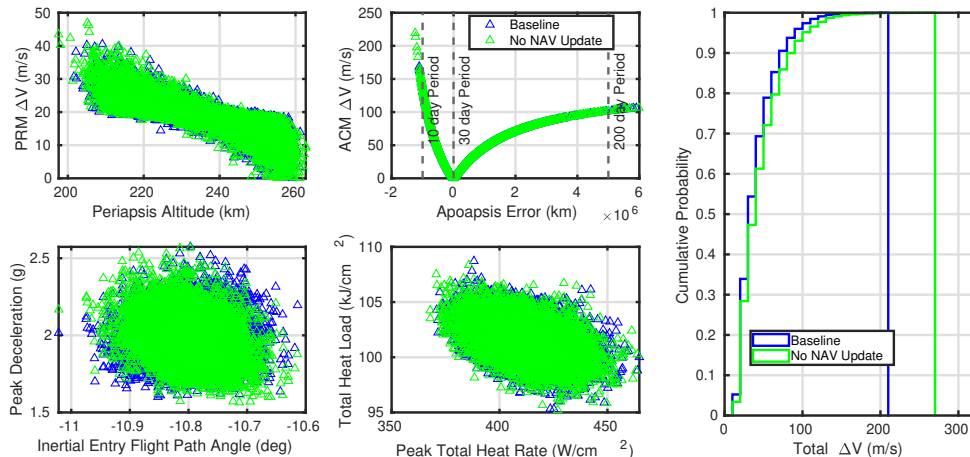 PRM ΔV (m/s)
50
40
30
20
10
0
200
220
240
260
Periapsis Altitude (km)
ACM ΔV (m/s)
250
200
150
100
50
0
-2
0
2
4
6
Apoapsis Error (km)
× 10 6
Baseline
No NAV Update
10 day Period
30 day Period
200 day Period
Peak Deceleration (g)
2.5
2
1.5
-11
-10.9
-10.8
-10.7
-10.6
Inertial Entry Flight Path Angle (deg)
Total Heat Load (kJ/cm 2)
110
105
100
95
350
400
450
Peak Total Heat Rate (W/cm 2)
Cumulative Probability
1
0.9
0.8
0.7
0.6
0.5
0.4
0.3
0.2
0.1
0
0
100
200
300
Total ΔV (m/s)
Baseline
No NAV Update